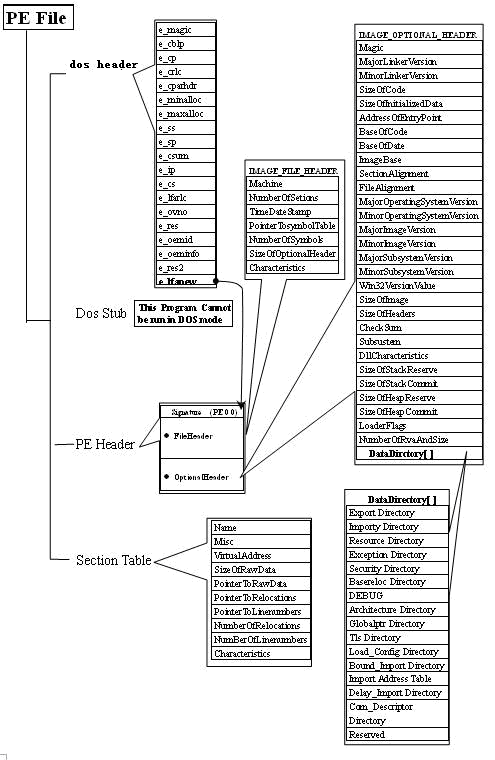 PE File
dos header
e_magic
e_cblp
e_cp
e_crlc
e_cparhdr
e_minalloc
e_maxalloc
e_ss
e_sp
e_csum
e_ip
e_cs
e_lfarlc
e_ovno
e_res
e_oemid
e_oeminfo
e_res2
e_lfanew
IMAGE_FILE_HEADER
Machine
NumberOfSetions
TimeDateStamp
PointerTosymbolTable
NumberOfSymbols
SizeOfOptionalHeader
Characteristics
IMAGE_OPTIONAL_HEADER
Magic
MajorLinkerVersion
MinorLinkerVersion
SizeOfCode
SizeOfInitializedData
AddressOfEntryPoint
BaseOfCode
BaseOfDate
ImageBase
SectionAlignment
FileAlignment
MajorOperatingSystemVersion
MinorOperatingSystemVersion
MajorImageVersion
MinorImageVersion
MajorSubsystemVersion
MinorSubsystemVersion
Win32VersionValue
SizeOfImage
SizeOfHeaders
CheckSum
Subsustem
DllCharacteristics
SizeOfStackReserve
SizeOfStackCommit
SizeOfHeapReserve
SizeOfHeapCommit
LoaderFlags
NumberOfRvaAndSize
DataDirectory[ ]
Dos Stub
This Program Cannot
be run in DOS mode
PE Header
Signature (PE00)
FileHeader
OptionalHeader
Section Table
Name
Misc
VirtualAddress
SizeOfRawData
PointerToRawData
PointerToRelocations
PointerToLinenumbers
NumberOfRelocations
NumBerOfLinenumbers
Characteristics
DataDirectory[ ]
Export Directory
Importy Directory
Resource Directory
Exception Directory
Security Directory
Basereloc Directory
DEBUG
Architecture Directory
Globalptr Directory
Tls Directory
Load_Config Directory
Bound_Import Directory
Import Address Table
Delay_Import Directory
Com_Descriptor
Directory
Reserved